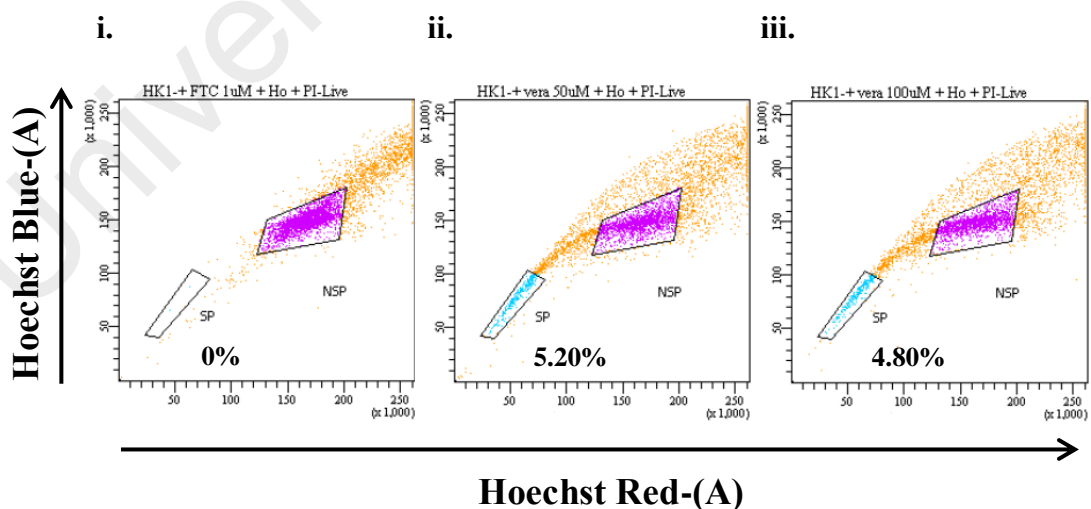 i.
ii.
iii.
Univer
HK1-+ FTC 1uM + Ho + PI-Live
HK1-+ vera 50uM + Ho + PI-Live
HK1-+ vera 100uM + Ho + PI-Live
Hoechst Blue-(A)
(x 1,000)
250
200
150
100
50
SP
NSP
0%
50 100 150 200 250
(x 1,000)
(x 1,000)
250
200
150
100
50
SP
NSP
5.20%
50 100 150 200 250
(x 1,000)
(x 1,000)
250
200
150
100
50
SP
NSP
4.80%
50 100 150 200 250
(x 1,000)
Hoechst Red-(A)